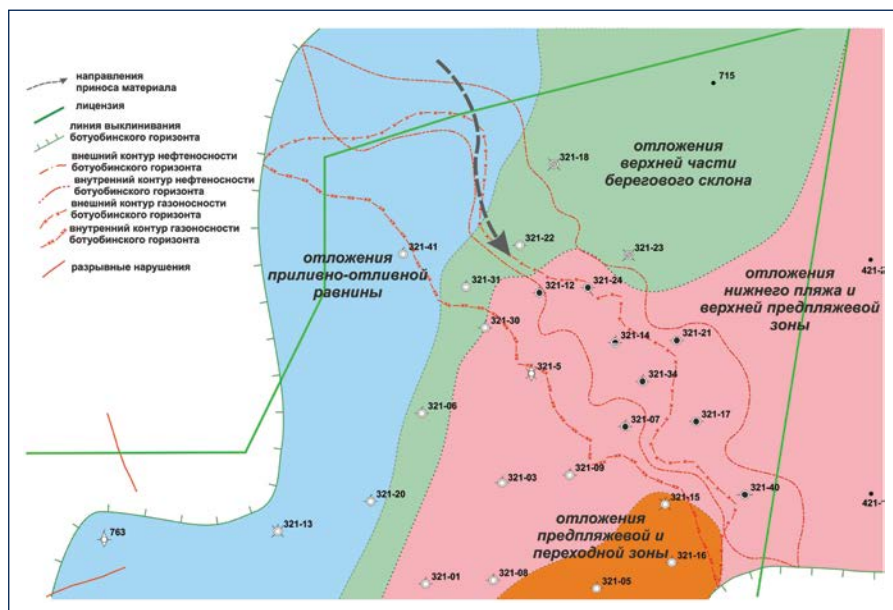 направления
приноса материала
лицензия
линия выклинивания
ботуобинского горизонта
внешний контур нефтеносности
ботуобинского горизонта
внутренний контур нефтеносности
ботуобинского горизонта
внешний контур газоносности
ботуобинского горизонта
внутренний контур газоносности
ботуобинского горизонта
разрывные нарушения
715
отложения
верхней части
берегового склона
321-18
321-22
321-23
321-41
отложения
приливно-отливной
равнины
421-2
отложения
нижнего пляжа и
верхней предпляжевой
зоны
321-31
321-12
321-24
321-30
321-14
321-21
321-5
321-34
321-06
321-07
321-17
321-03
321-09
321-20
321-15
321-40
421-1
763
321-13
отложения
предпляжевой и
переходной зоны
321-16
321-01
321-08
321-05